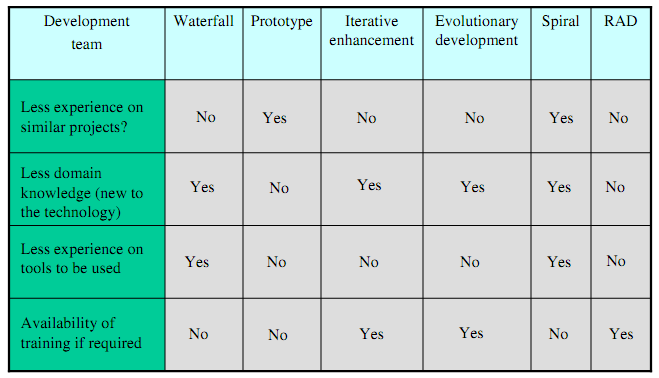 Development team Waterfall Prototype Iterative enhancement Evolutionary development Spiral RAD
Less experience on similar projects? No Yes No No Yes No
Less domain knowledge (new to the technology) Yes No Yes Yes Yes No
Less experience on tools to be used Yes No No No Yes No
Availability of training if required No No Yes Yes No Yes